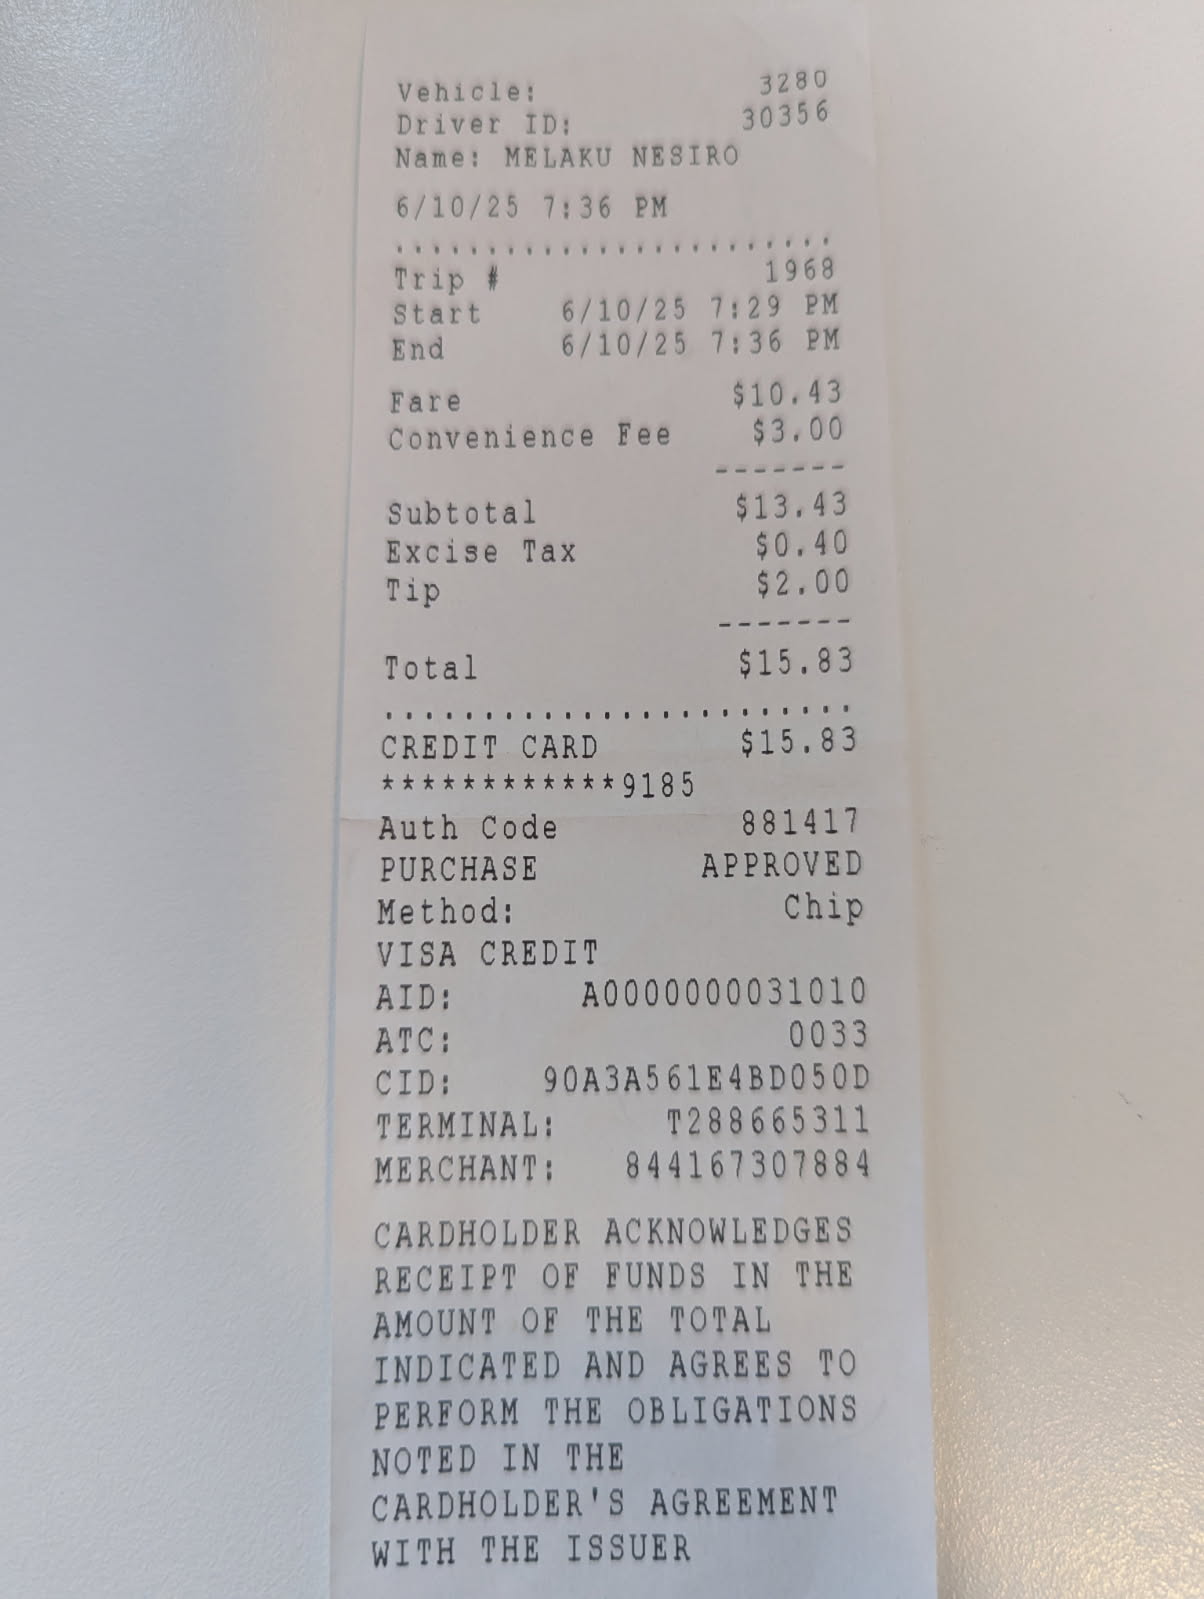 Vehicle: 3280
Driver ID: 30356
Name: MELAKU NESIRO
6/10/25 7:36 PM
........................
Trip # 1968
Start 6/10/25 7:29 PM
End 6/10/25 7:36 PM
Fare $10.43
Convenience Fee $3.00
-------
Subtotal $13.43
Excise Tax $0.40
Tip $2.00
-------
Total $15.83
........................
CREDIT CARD $15.83
************9185
Auth Code 881417
PURCHASE APPROVED
Method: Chip
VISA CREDIT
AID: A0000000031010
ATC: 0033
CID: 90A3A561E4BD050D
TERMINAL: T288665311
MERCHANT: 844167307884
CARDHOLDER ACKNOWLEDGES
RECEIPT OF FUNDS IN THE
AMOUNT OF THE TOTAL
INDICATED AND AGREES TO
PERFORM THE OBLIGATIONS
NOTED IN THE
CARDHOLDER'S AGREEMENT
WITH THE ISSUER